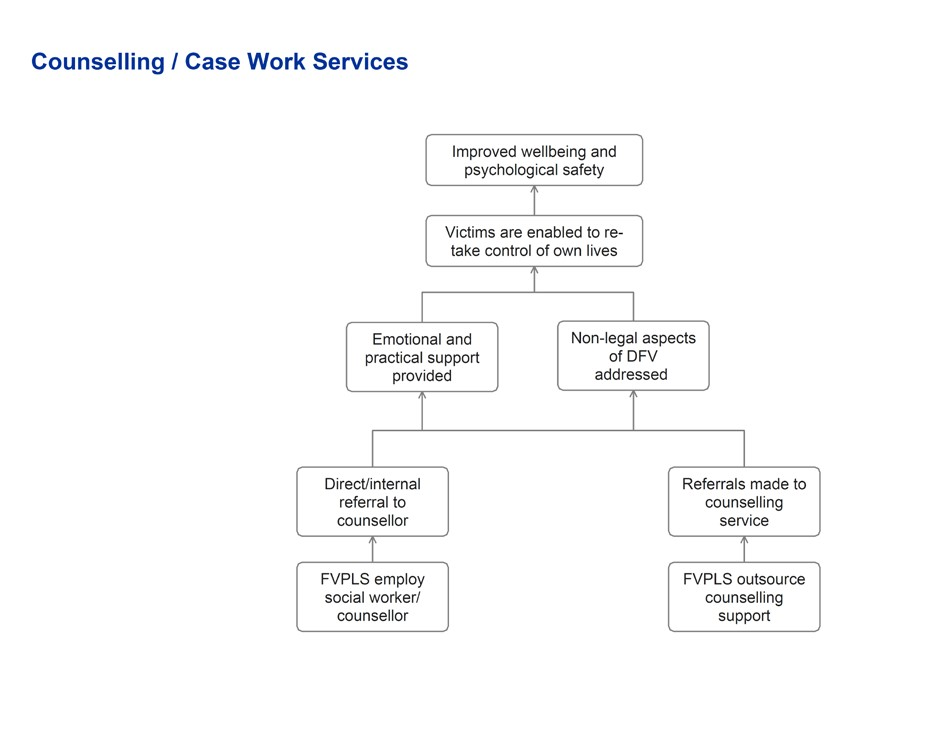 Counselling / Case Work Services
Improved wellbeing and
psychological safety
Victims are enabled to re-
take control of own lives
Emotional and
practical support
provided
Non-legal aspects
of DFV
addressed
Direct/internal
referral to
counsellor
Referrals made to
counselling
service
FVPLS employ
social worker/
counsellor
FVPLS outsource
counselling
support